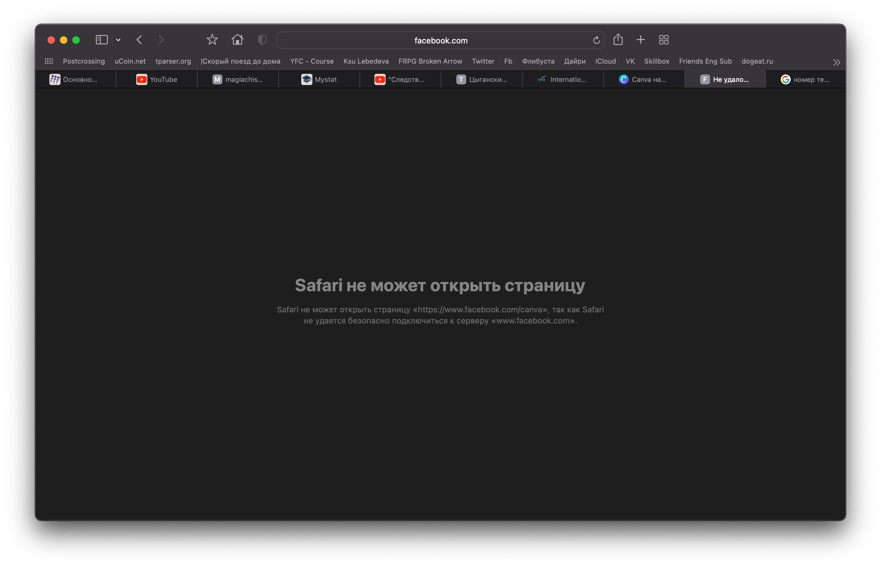 facebook.com
Postcrossing uCoin.net tparser.org |Скорый поезд до дома YFC - Course Ksu Lebedeva FRPG Broken Arrow Twitter Fb Флибуста Дайри iCloud VK Skillbox Friends Eng Sub dogeat.ru
Основно... YouTube M magiachis... Mystat "Следстве... T Цыгански... Internatio... Canva на... F Не удало... G номер те...
Safari не может открыть страницу
Safari не может открыть страницу «https://www.facebook.com/canva», так как Safari
не удается безопасно подключиться к серверу «www.facebook.com».